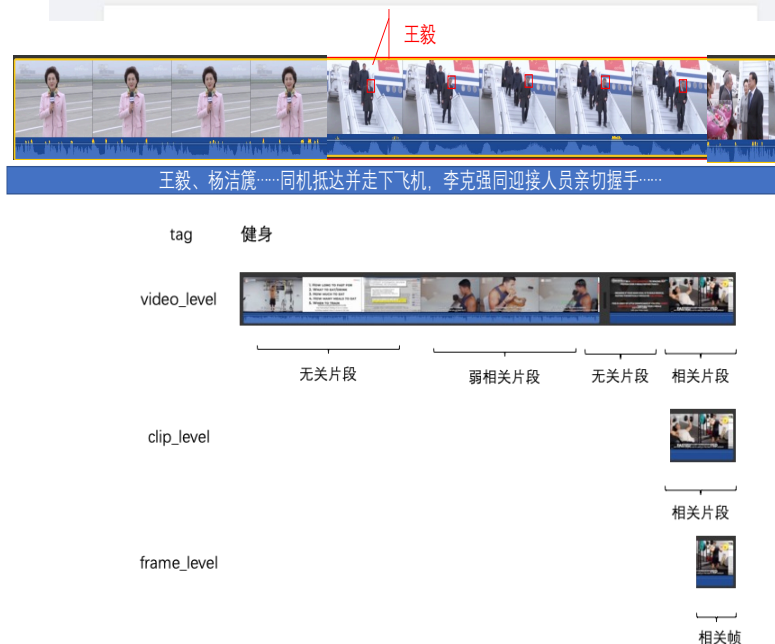 王毅
王毅、杨洁篪······同机抵达并走下飞机，李克强同迎接人员亲切握手······
tag 健身
video_level
无关片段 弱相关片段 无关片段 相关片段
clip_level
相关片段
frame_level
相关帧